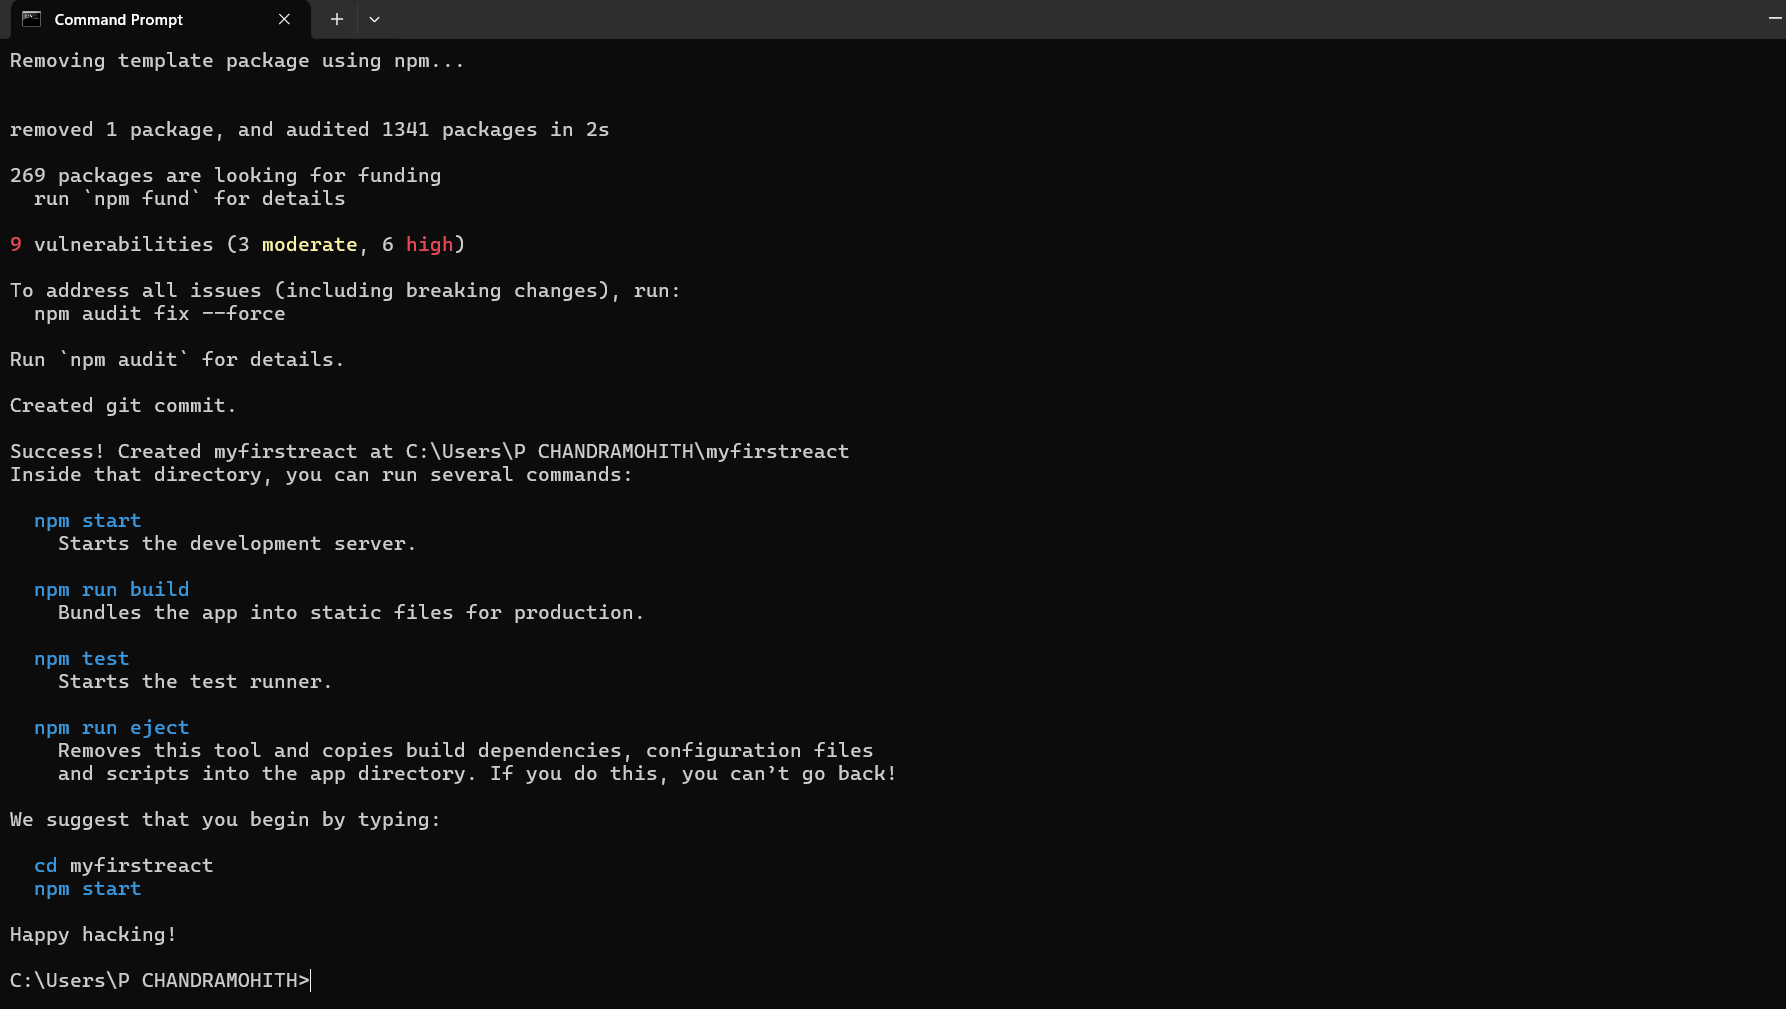 Command Prompt
Removing template package using npm...
removed 1 package, and audited 1341 packages in 2s
269 packages are looking for funding
run `npm fund` for details
9 vulnerabilities (3 moderate, 6 high)
To address all issues (including breaking changes), run:
npm audit fix --force
Run `npm audit` for details.
Created git commit.
Success! Created myfirstreact at C:\Users\P CHANDRAMOHITH\myfirstreact
Inside that directory, you can run several commands:
npm start
Starts the development server.
npm run build
Bundles the app into static files for production.
npm test
Starts the test runner.
npm run eject
Removes this tool and copies build dependencies, configuration files
and scripts into the app directory. If you do this, you can’t go back!
We suggest that you begin by typing:
cd myfirstreact
npm start
Happy hacking!
C:\Users\P CHANDRAMOHITH>